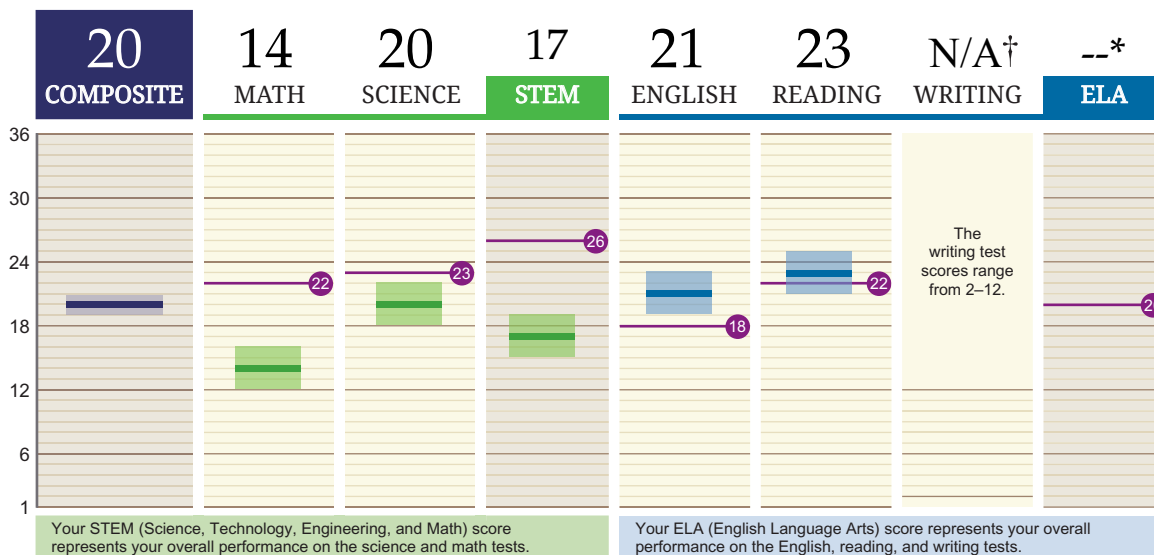 20 14 20 17 21 23 N/A† --*
COMPOSITE MATH SCIENCE STEM ENGLISH READING WRITING ELA
36
30
24
18
12
6
1
22
23
26
18
22
The
writing test
scores range
from 2–12.
Your STEM (Science, Technology, Engineering, and Math) score
represents your overall performance on the science and math tests.
Your ELA (English Language Arts) score represents your overall
performance on the English, reading, and writing tests.